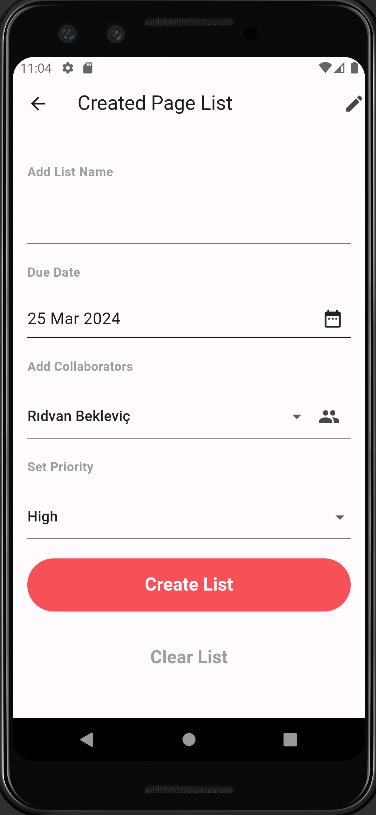 11:04
Created Page List
Add List Name
Due Date
25 Mar 2024
Add Collaborators
Rıdvan Bekleviç
Set Priority
High
Create List
Clear List